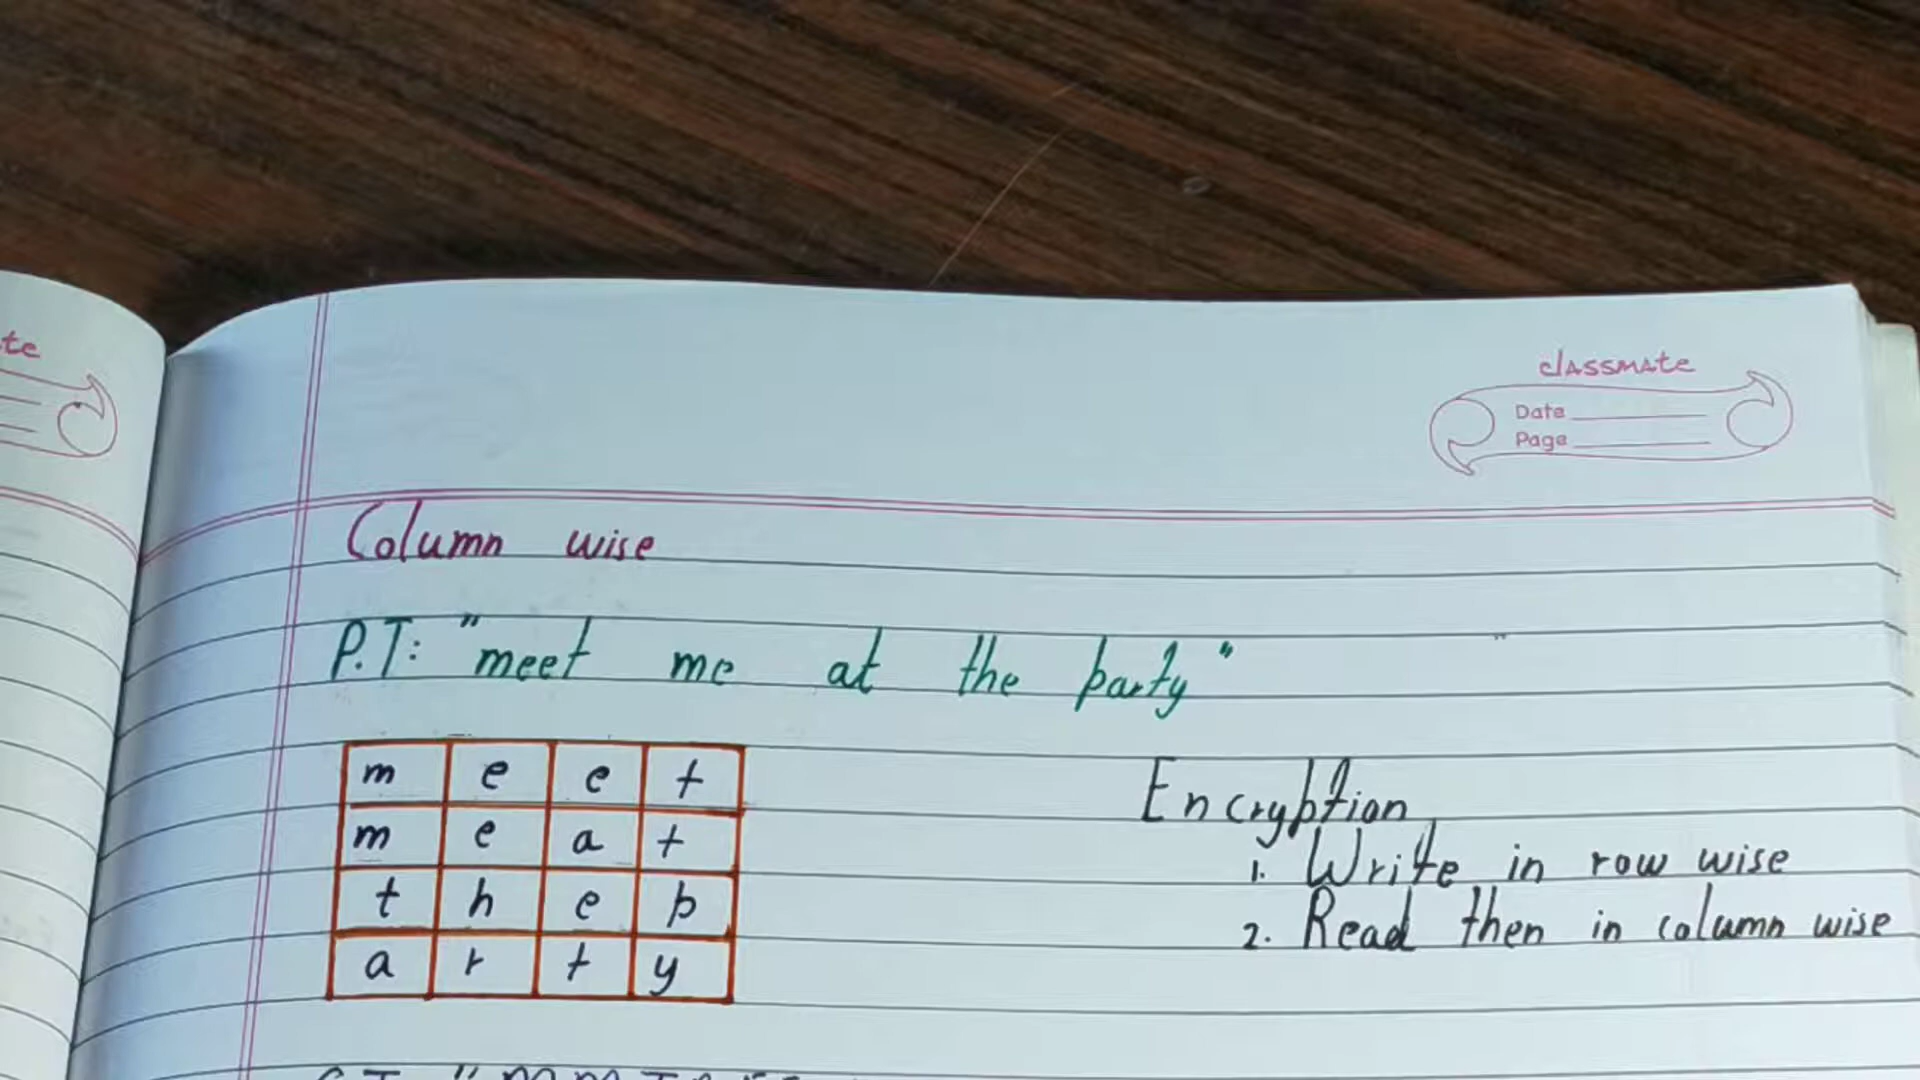 te
classmate
Date
Page
Column wise
P.T: "meet me at the party"
m e e t
m e a t
t h e p
a r t y
Encryption
1. Write in row wise
2. Read then in column wise